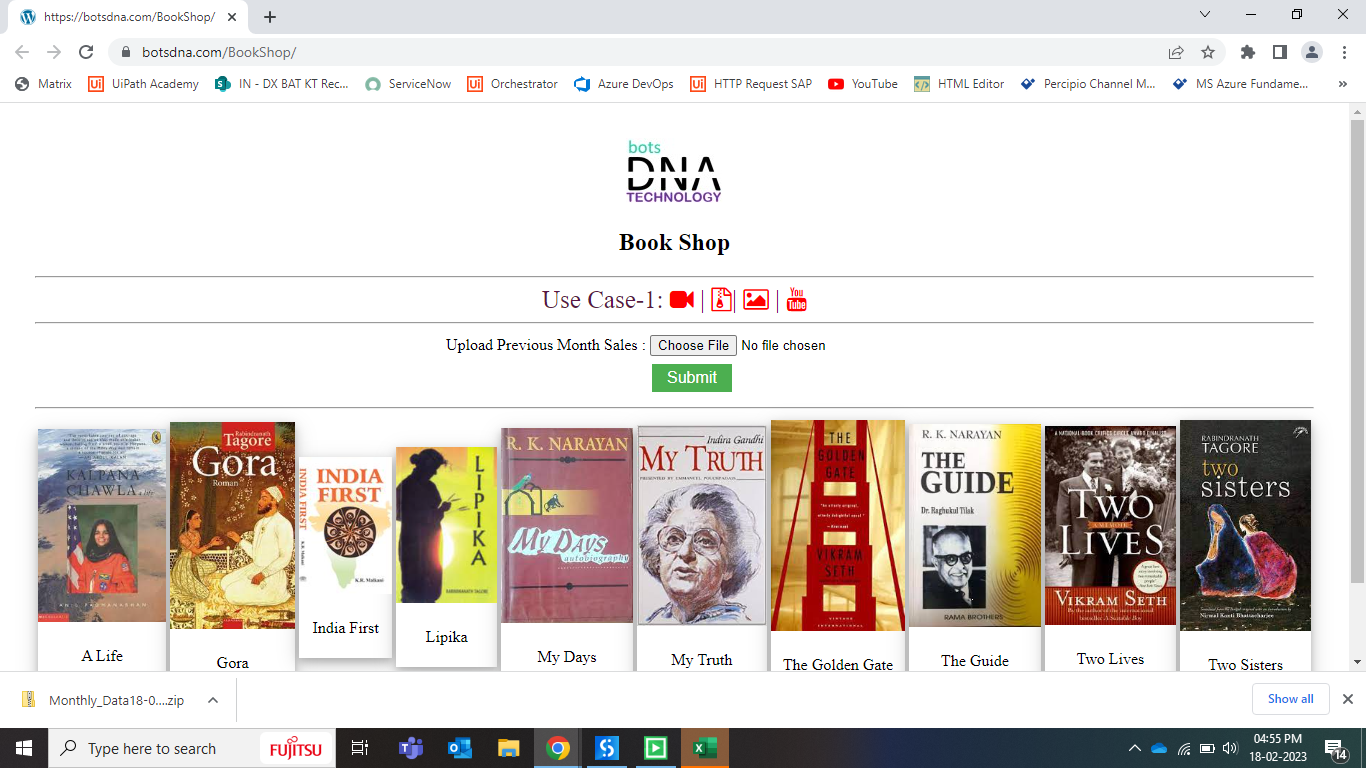 https://botsdna.com/BookShop/
botsdna.com/BookShop/
Matrix UiPath Academy IN - DX BAT KT Rec... ServiceNow Orchestrator Azure DevOps HTTP Request SAP YouTube HTML Editor Percipio Channel M... MS Azure Fundame... »
bots
DNA
TECHNOLOGY
Book Shop
Use Case-1: | | | You Tube
Upload Previous Month Sales : Choose File No file chosen
Submit
KALPANA
CHAWLA
A Life
Rabindranath
Tagore
Gora
Roman
Gora
INDIA FIRST
INDIA
FIRST
K.R. Malkani
India First
LIPIKA
RABINDRANATH TAGORE
Lipika
R. K. NARAYAN
My Days
autobiography
My Days
Indira Gandhi
MY TRUTH
My Truth
THE
GOLDEN
GATE
VIKRAM
SETH
The Golden Gate
R. K. NARAYAN
THE
GUIDE
Dr. Raghukul Tilak
RAMA BROTHERS
The Guide
TWO
A MEMOIR
LIVES
VIKRAM SETH
Two Lives
RABINDRANATH
TAGORE
two
sisters
Two Sisters
Monthly_Data18-0....zip
Show all
Type here to search
FUJITSU
04:55 PM
18-02-2023
14